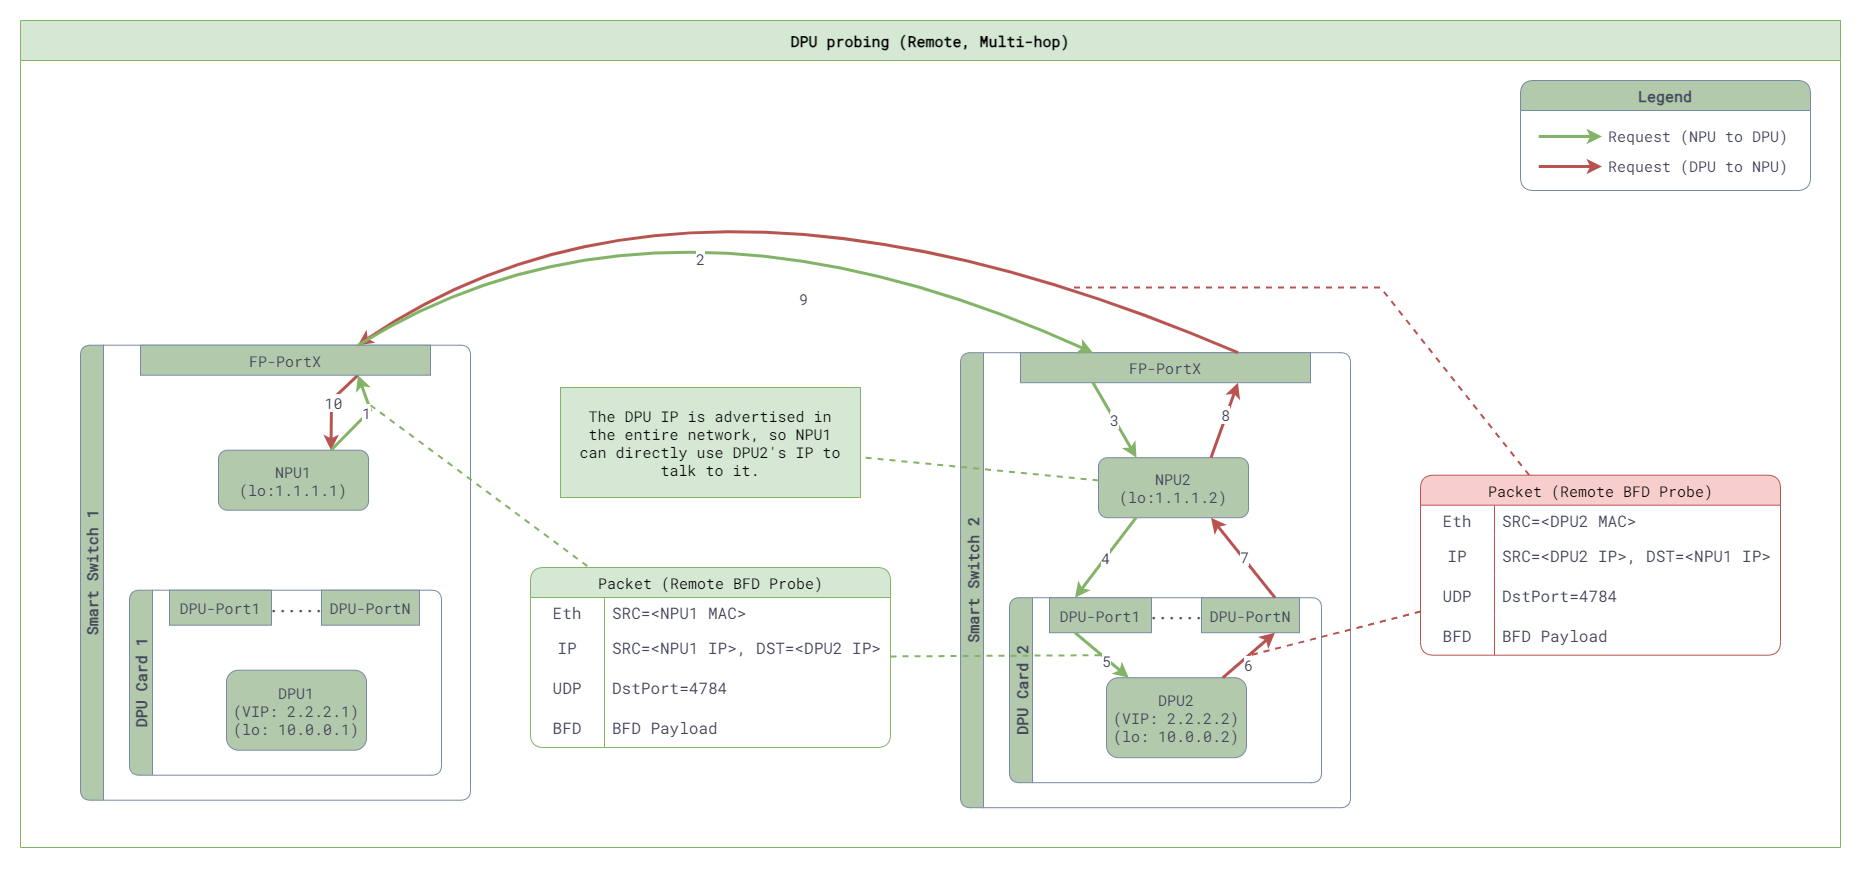 DPU probing (Remote, Multi-hop)
Legend
Request (NPU to DPU)
Request (DPU to NPU)
2
9
Smart Switch 1
FP-PortX
10
1
NPU1
(lo:1.1.1.1)
DPU Card 1
DPU-Port1
......
DPU-PortN
DPU1
(VIP: 2.2.2.1)
(lo: 10.0.0.1)
The DPU IP is advertised in
the entire network, so NPU1
can directly use DPU2's IP to
talk to it.
Packet (Remote BFD Probe)
Eth SRC=<NPU1 MAC>
IP SRC=<NPU1 IP>, DST=<DPU2 IP>
UDP DstPort=4784
BFD BFD Payload
Smart Switch 2
FP-PortX
3
8
NPU2
(lo:1.1.1.2)
4
7
DPU Card 2
DPU-Port1
......
DPU-PortN
5
6
DPU2
(VIP: 2.2.2.2)
(lo: 10.0.0.2)
Packet (Remote BFD Probe)
Eth SRC=<DPU2 MAC>
IP SRC=<DPU2 IP>, DST=<NPU1 IP>
UDP DstPort=4784
BFD BFD Payload